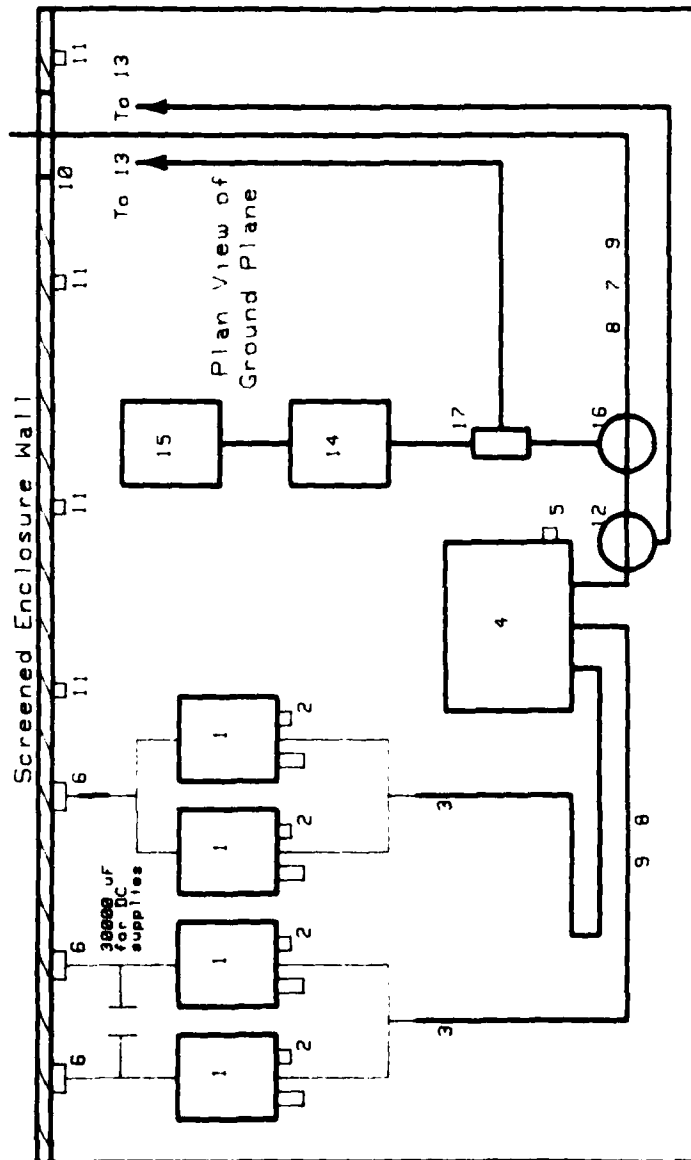 Screened Enclosure Wall
6
6
6
11
11
11
10
11
30000 uF
for DC
supplies
To 13
To 13
1
1
1
1
2
2
2
2
15
14
Plan View of
Ground Plane
3
3
17
4
5
12
16
8 7 9
9 8